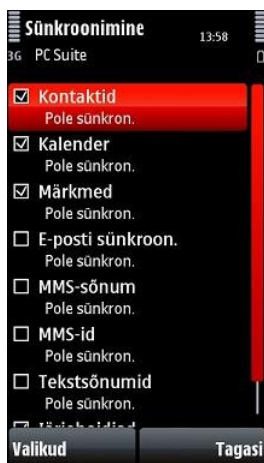 Sünkroonimine
13:58
3G PC Suite
Kontaktid
Pole sünkron.
Kalender
Pole sünkron.
Märkmed
Pole sünkron.
E-posti sünkroon.
Pole sünkron.
MMS-sõnum
Pole sünkron.
MMS-id
Pole sünkron.
Tekstsõnumid
Pole sünkron.
Valikud
Tagasi